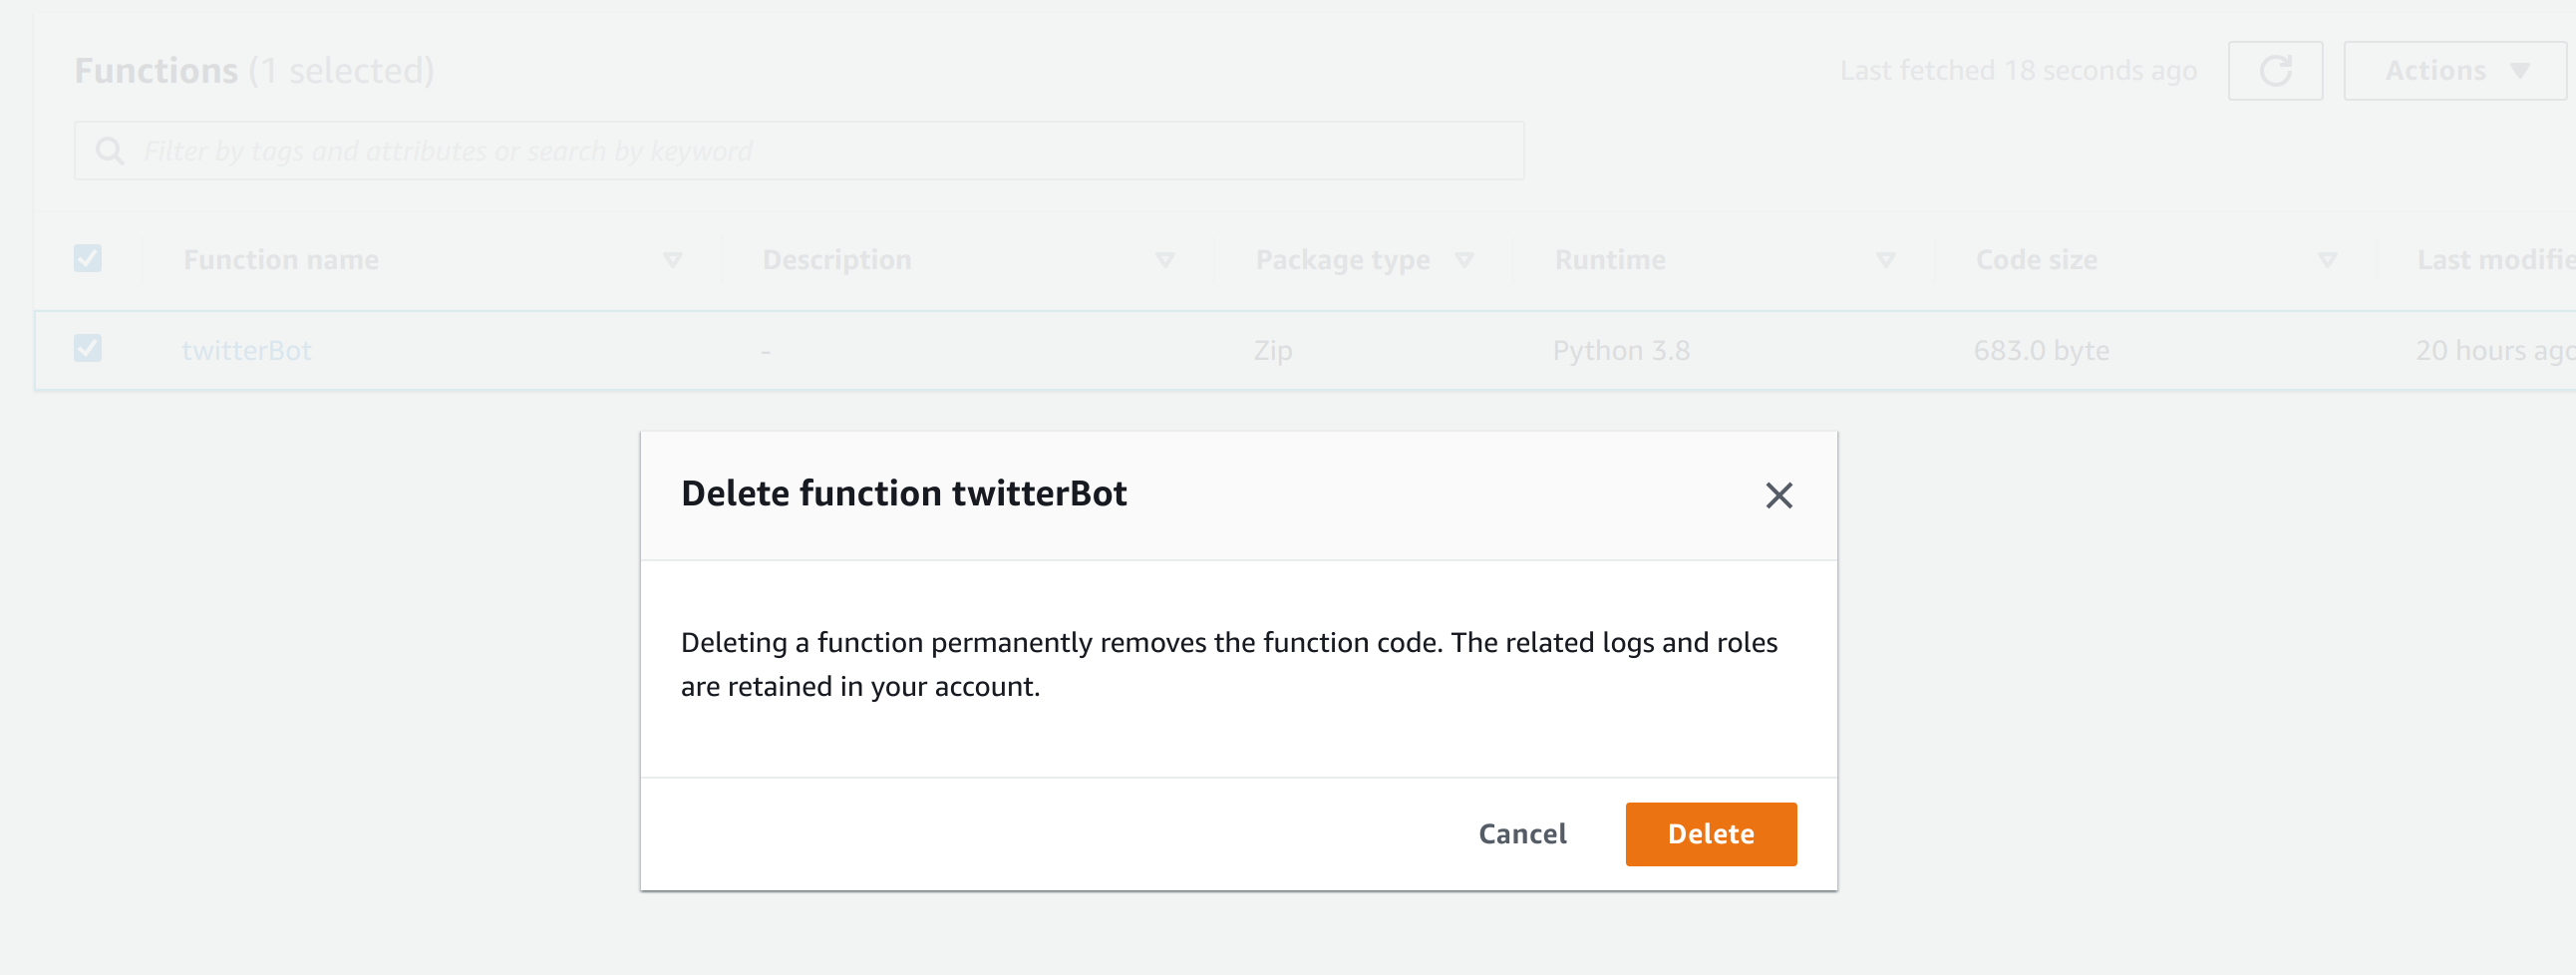 Functions (1 selected)
Last fetched 18 seconds ago
Actions
Filter by tags and attributes or search by keyword
Function name Description Package type Runtime Code size Last modifie
twitterBot - Zip Python 3.8 683.0 byte 20 hours ago
Delete function twitterBot
Deleting a function permanently removes the function code. The related logs and roles
are retained in your account.
Cancel Delete